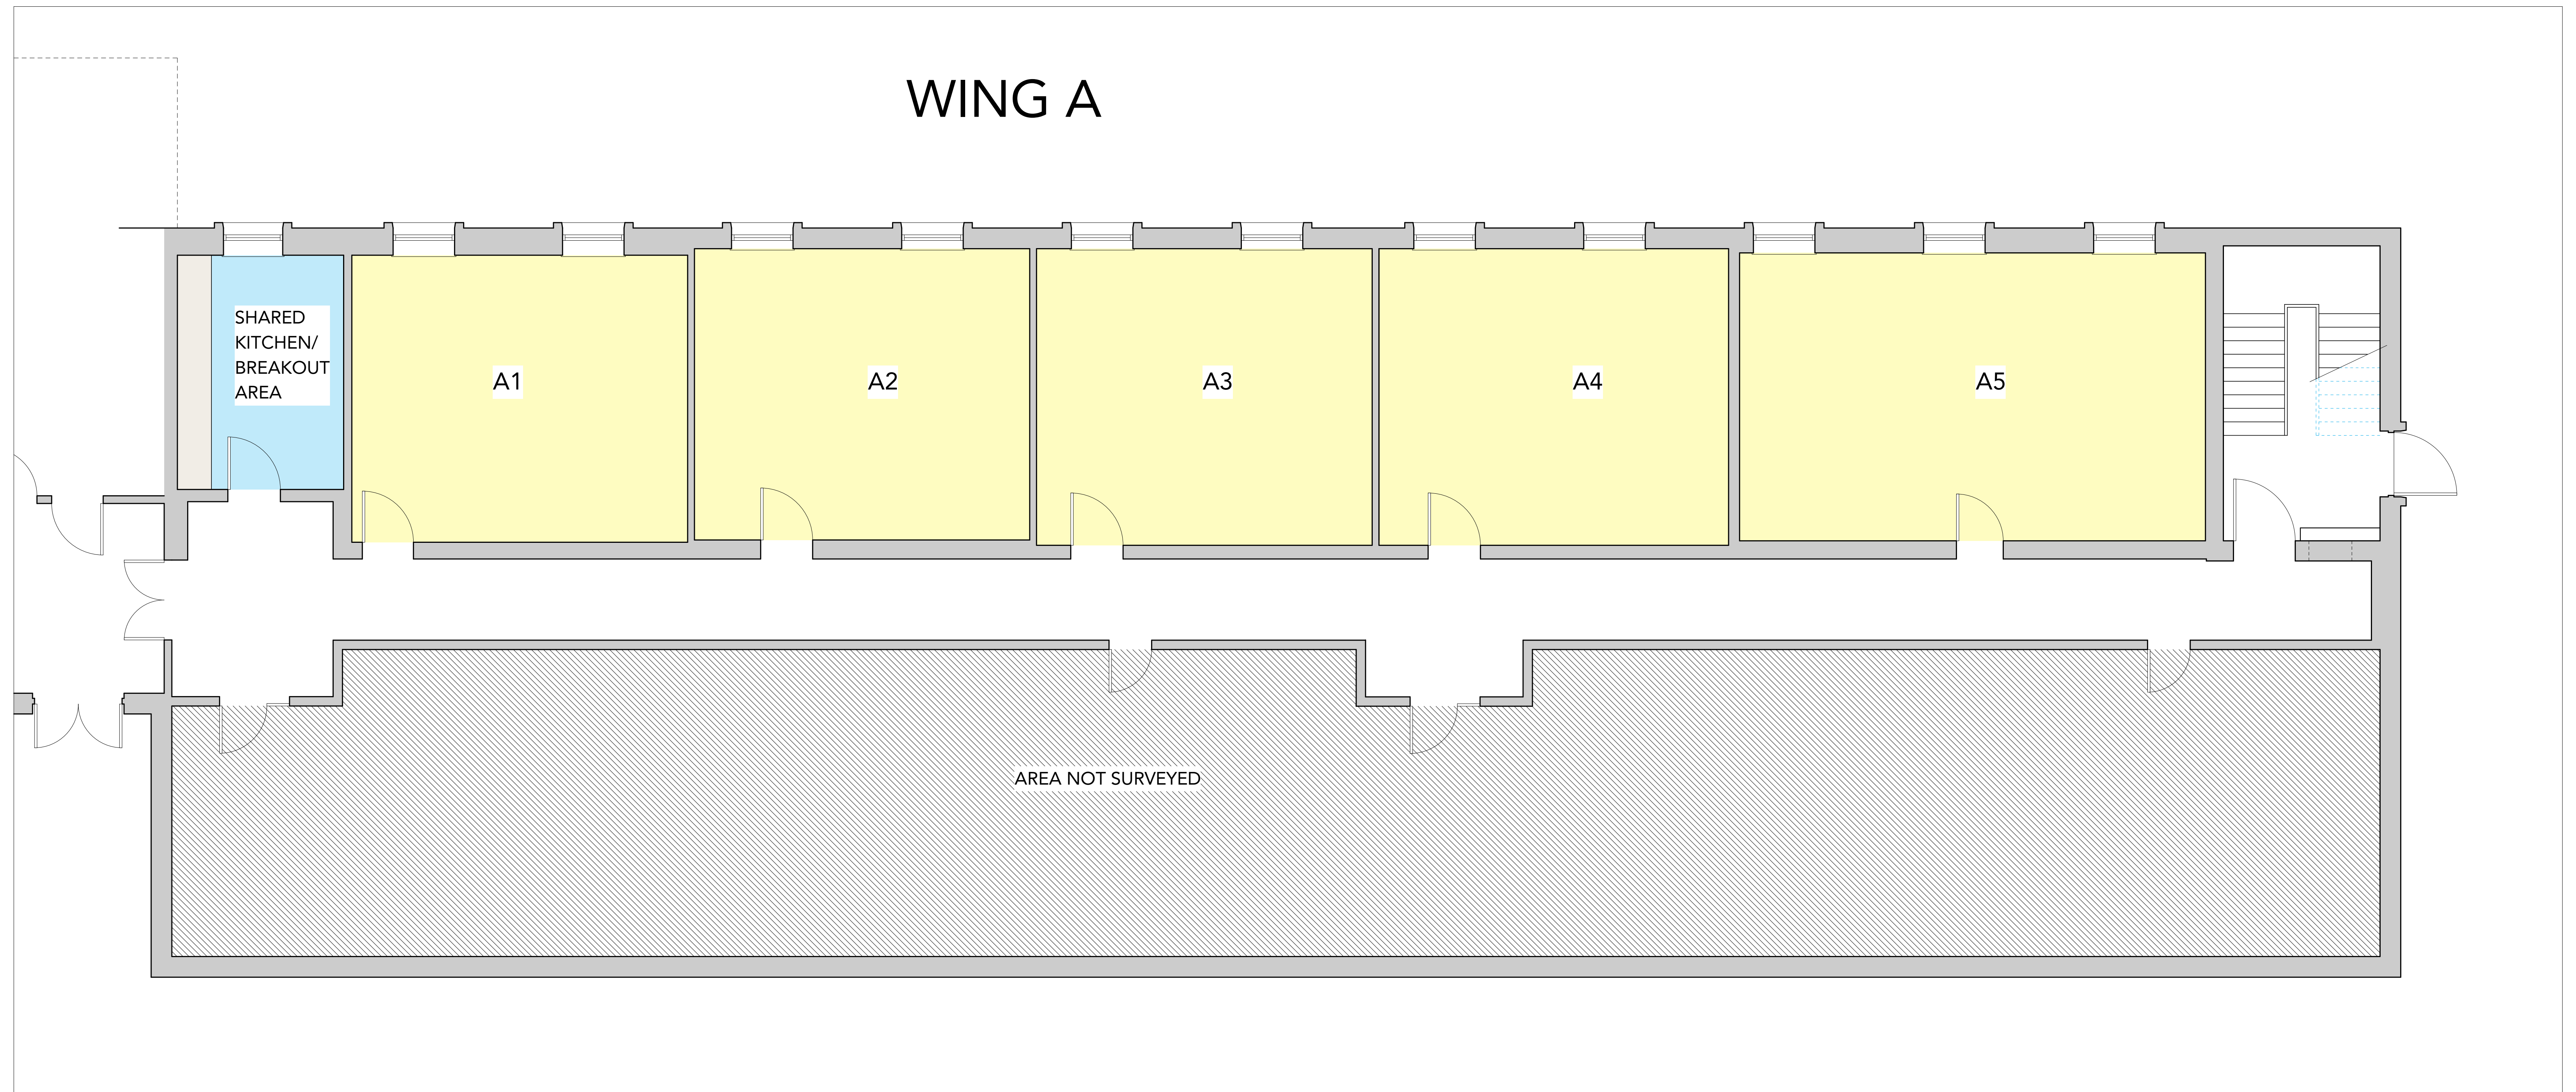 WING A
SHARED
KITCHEN/
BREAKOUT
AREA
A1
A2
A3
A4
A5
AREA NOT SURVEYED